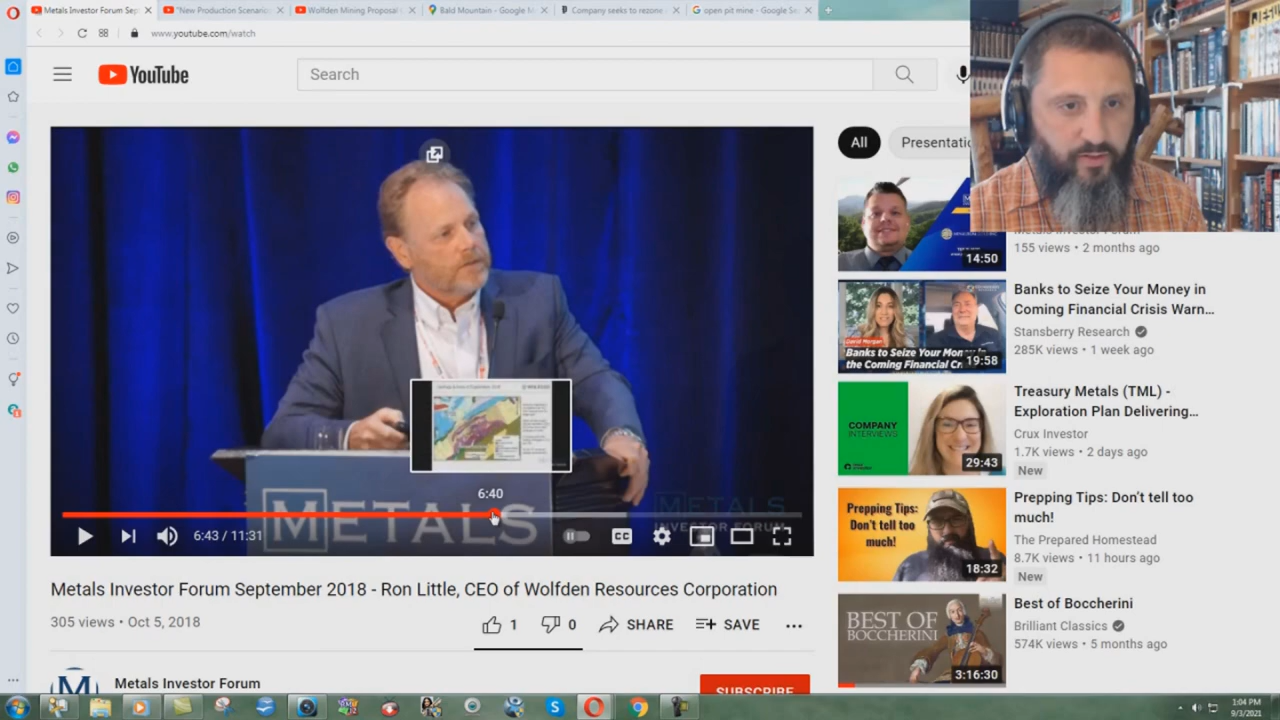 Metals Investor Forum Sep
"New Production Scenario
Wolfden Mining Proposal
Bald Mountain - Google M
Company seeks to rezone
open pit mine - Google Se
www.youtube.com/watch
YouTube
Search
All
Presentatio
JESU
METALS
METALS
INVESTOR FORUM
6:40
6:43 / 11:31
CC
Metals Investor Forum September 2018 - Ron Little, CEO of Wolfden Resources Corporation
305 views • Oct 5, 2018
1
0
SHARE
SAVE
Metals Investor Forum
SUBSCRIBE
14:50
155 views • 2 months ago
Banks to Seize Your Money in
the Coming Financial Cr
19:58
Banks to Seize Your Money in
Coming Financial Crisis Warn...
Stansberry Research
285K views • 1 week ago
COMPANY
INTERVIEWS
29:43
Treasury Metals (TML) -
Exploration Plan Delivering...
Crux Investor
1.7K views • 2 days ago
New
Prepping Tips:
Don't tell
too much!
18:32
Prepping Tips: Don't tell too
much!
The Prepared Homestead
8.7K views • 11 hours ago
New
BEST OF
BOCCHERINI
3:16:30
Best of Boccherini
Brilliant Classics
574K views • 5 months ago
1:04 PM
9/3/2021